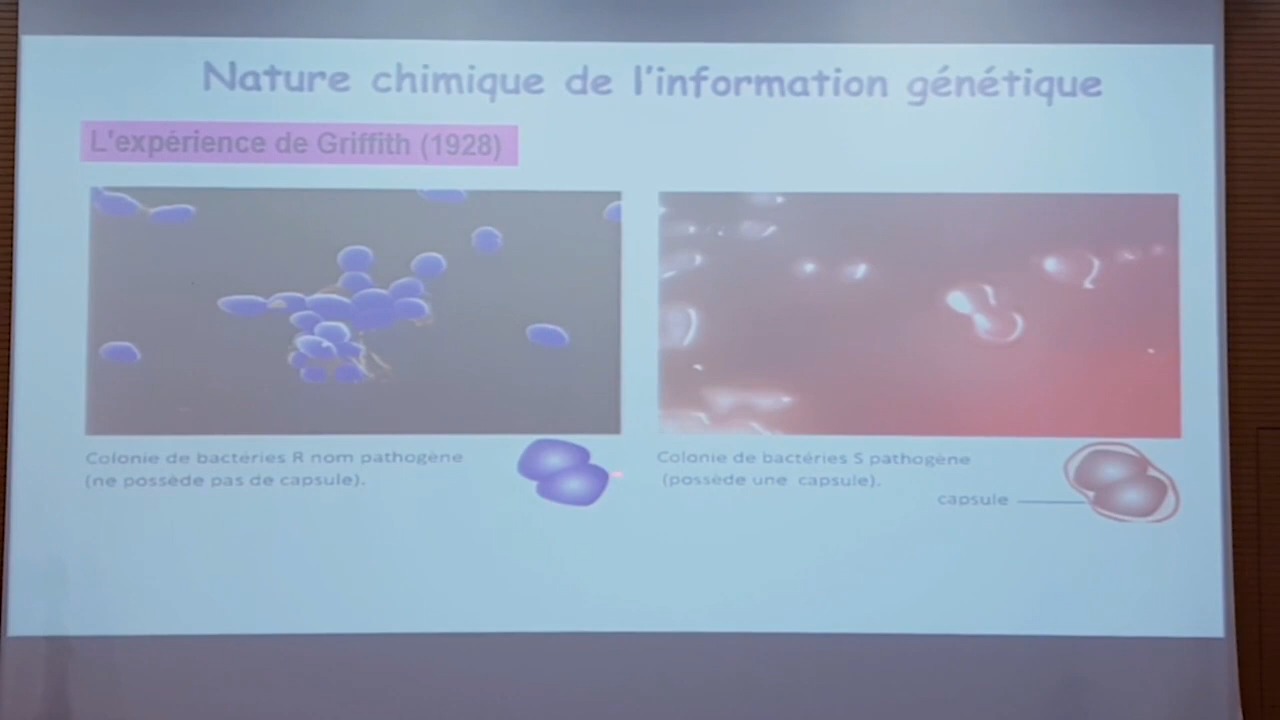 Nature chimique de l'information génétique
L'expérience de Griffith (1928)
Colonie de bactéries R nom pathogène
(ne possède pas de capsule).
Colonie de bactéries S pathogène
(possède une capsule).
capsule